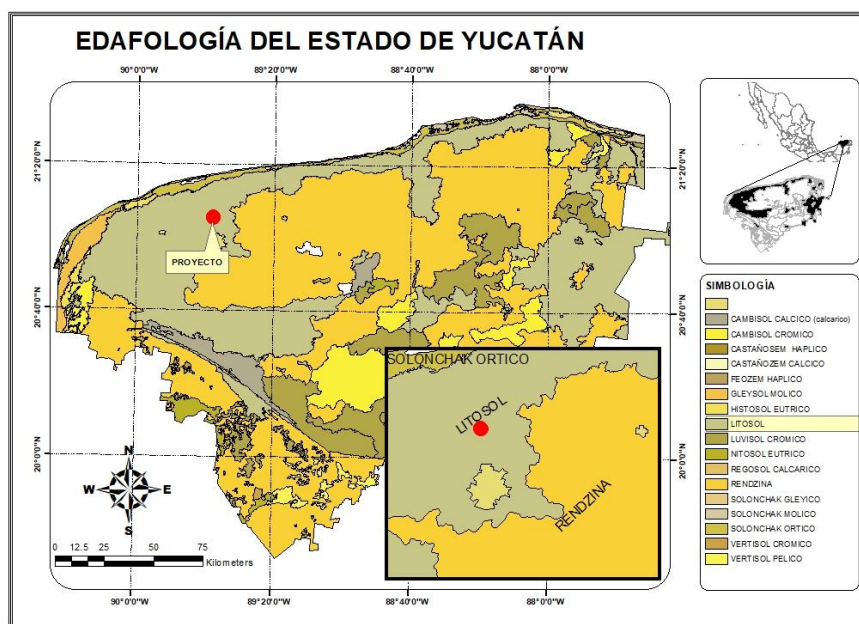 EDAFOLOGÍA DEL ESTADO DE YUCATÁN
90°0'0"W 89°20'0"W 88°40'0"W 88°0'0"W
21°20'0"N
21°20'0"N
PROYECTO
20°40'0"N
20°40'0"N
20°0'0"N
20°0'0"N
SOLONCHAK ORTICO
LITOSOL
RENDZINA
N
W E
S
0 12.5 25 50 75
Kilometers
90°0'0"W 89°20'0"W 88°40'0"W 88°0'0"W
SIMBOLOGÍA
CAMBISOL CALCICO (calcarico)
CAMBISOL CROMICO
CASTAÑOSEM HAPLICO
CASTAÑOZEM CALCICO
FEOZEM HAPLICO
GLEYSOL MOLICO
HISTOSOL EUTRICO
LITOSOL
LUVISOL CROMICO
NITOSOL EUTRICO
REGOSOL CALCARICO
RENDZINA
SOLONCHAK GLEYICO
SOLONCHAK MOLICO
SOLONCHAK ORTICO
VERTISOL CROMICO
VERTISOL PELICO